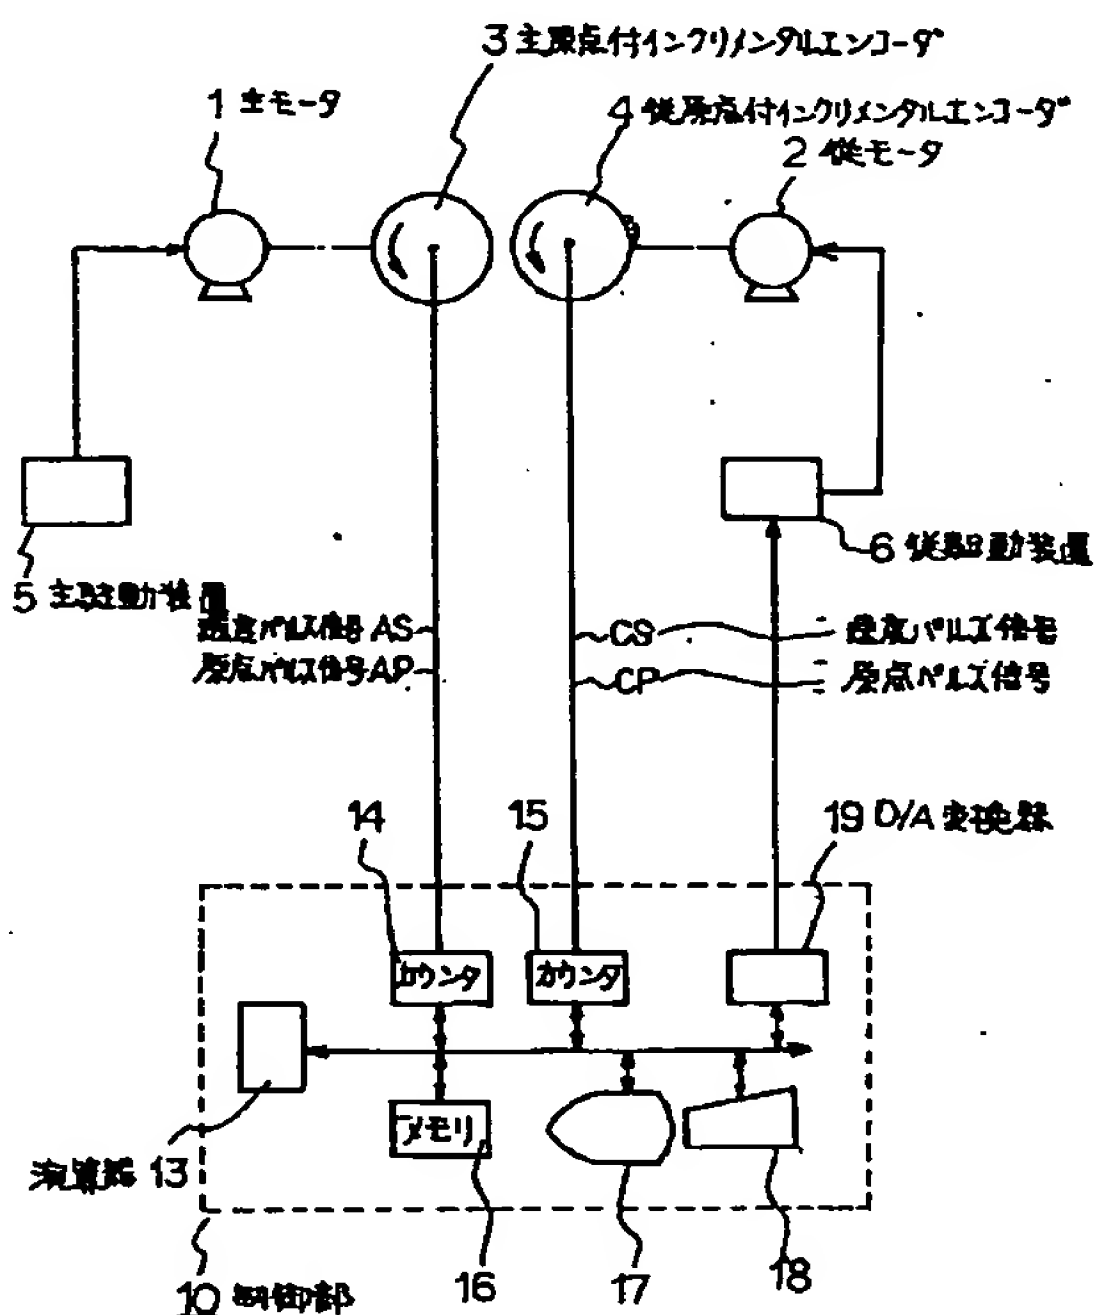 3 主原点付インクリメンタルエンコーダ
1 主モータ
4 従原点付インクリメンタルエンコーダ
2 従モータ
6 従駆動装置
5 主駆動装置
速度パルス信号 AS
CS
速度パルス信号
原点パルス信号 AP
CP
原点パルス信号
14
15
19 D/A 変換器
カウンタ
カウンタ
メモリ
演算器 13
10 制御部
16
17
18